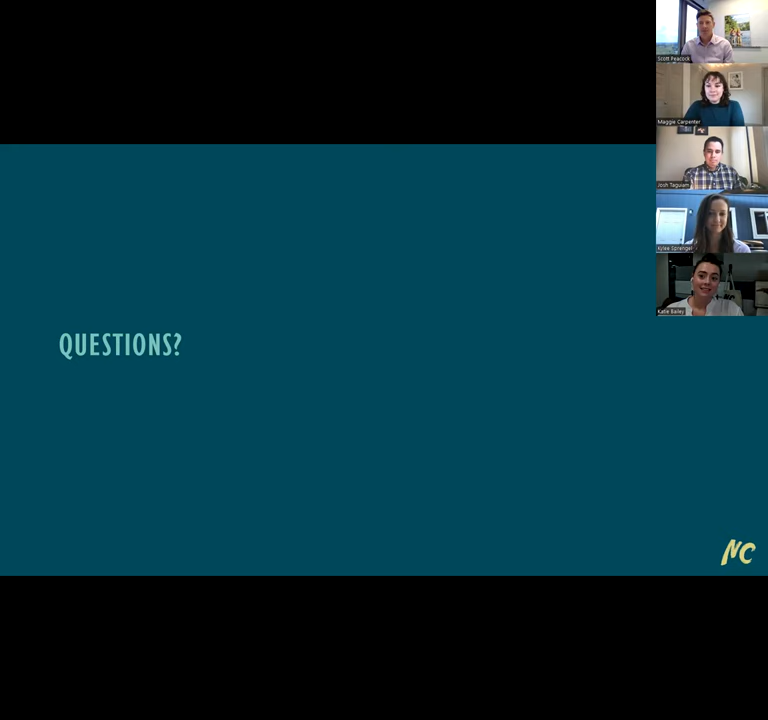 Scott Peacock
Maggie Carpenter
Josh Taguiam
Kylee Sprengel
Katie Bailey
QUESTIONS?
NC